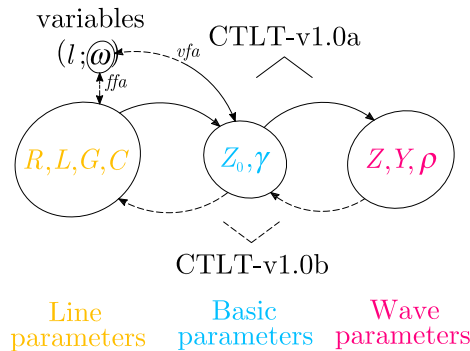 variables
(l;ω)
vfa
CTLT-v1.0a
ffa
R,L,G,C
Z₀,γ
Z,Y,ρ
CTLT-v1.0b
Line parameters
Basic parameters
Wave parameters